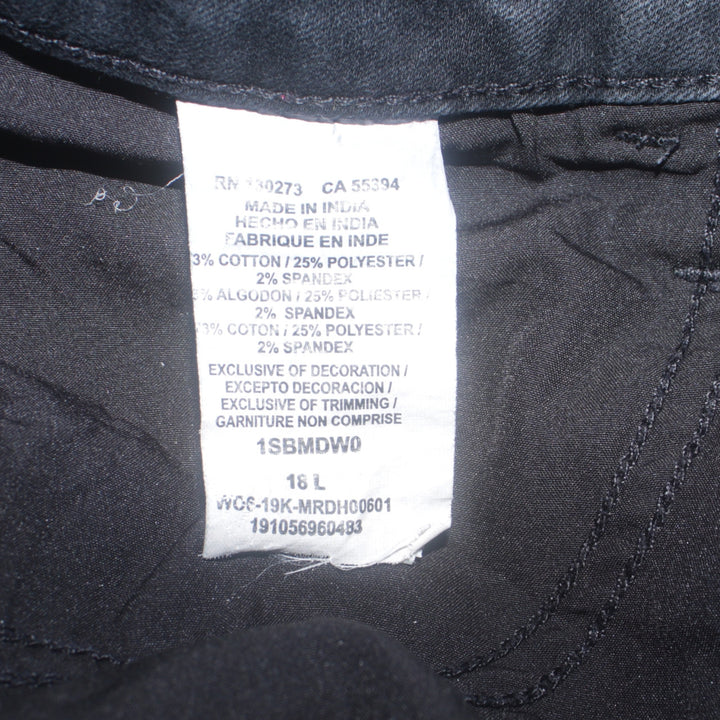 RN 130273 CA 55394
MADE IN INDIA
HECHO EN INDIA
FABRIQUE EN INDE
3% COTTON / 25% POLYESTER /
2% SPANDEX
3% ALGODON / 25% POLIESTER /
2% SPANDEX
73% COTON / 25% POLYESTER /
2% SPANDEX
EXCLUSIVE OF DECORATION /
EXCEPTO DECORACION /
EXCLUSIVE OF TRIMMING /
GARNITURE NON COMPRISE
1SBMDW0
18 L
WC6-19K-MRDH00601
191056960483